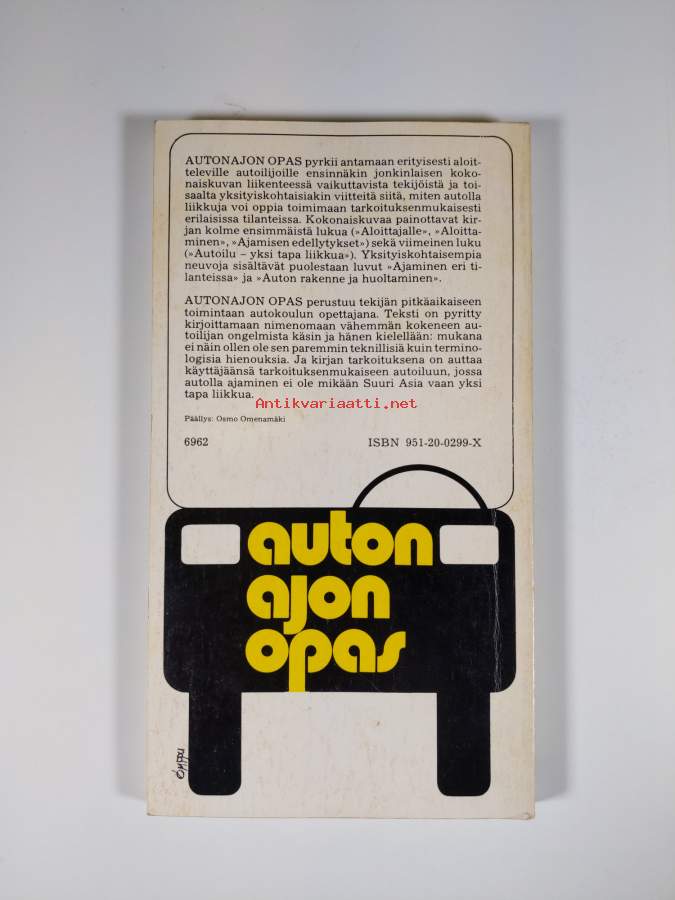 AUTONAJON OPAS pyrkii antamaan erityisesti aloit-
televille autoilijoille ensinnäkin jonkinlaisen koko-
naiskuvan liikenteessä vaikuttavista tekijöistä ja toi-
saalta yksityiskohtaisiakin viitteitä siitä, miten autolla
liikkuja voi oppia toimimaan tarkoituksenmukaisesti
erilaisissa tilanteissa. Kokonaiskuvaa painottavat kir-
jan kolme ensimmäistä lukua (»Aloittajalle», »Aloitta-
minen», »Ajamisen edellytykset») sekä viimeinen luku
(»Autoilu – yksi tapa liikkua»). Yksityiskohtaisempia
neuvoja sisältävät puolestaan luvut »Ajaminen eri ti-
lanteissa» ja »Auton rakenne ja huoltaminen».
AUTONAJON OPAS perustuu tekijän pitkäaikaiseen
toimintaan autokoulun opettajana. Teksti on pyritty
kirjoittamaan nimenomaan vähemmän kokeneen au-
toilijan ongelmista käsin ja hänen kielellään: mukana
ei näin ollen ole sen paremmin teknillisiä kuin termino-
logisia hienouksia. Ja kirjan tarkoituksena on auttaa
käyttäjäänsä tarkoituksenmukaiseen autoiluun, jossa
autolla ajaminen ei ole mikään Suuri Asia vaan yksi
tapa liikkua.
Antikvariaatti.net
Päällys: Osmo Omenamäki
6962 ISBN 951-20-0299-X
auton
ajon
opas